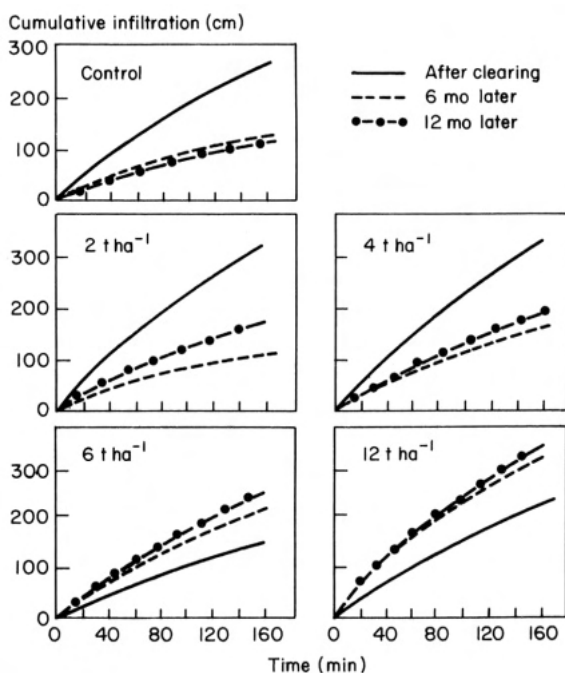 Cumulative infiltration (cm)
300
200
100
0
Control
After clearing
6 mo later
12 mo later
300
200
100
0
2 t ha⁻¹
4 t ha⁻¹
300
200
100
0
6 t ha⁻¹
12 t ha⁻¹
0 40 80 120 160
0 40 80 120 160
Time (min)